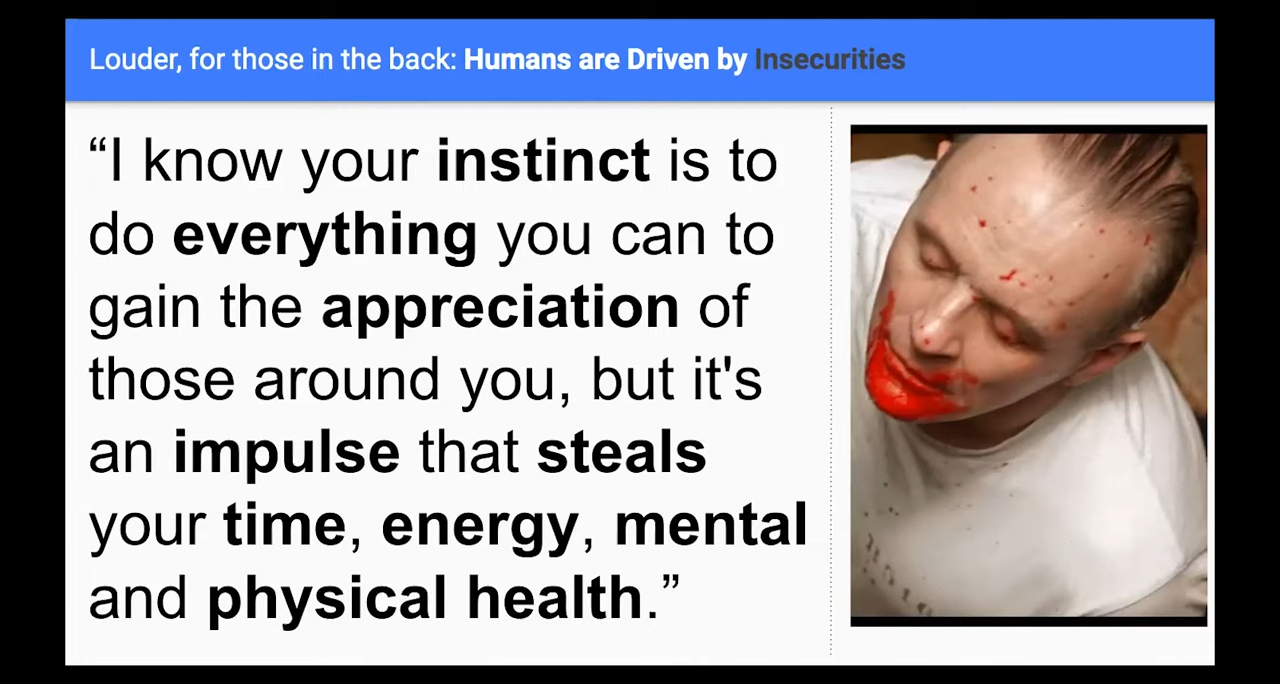 Louder, for those in the back: Humans are Driven by Insecurities
“I know your instinct is to
do everything you can to
gain the appreciation of
those around you, but it's
an impulse that steals
your time, energy, mental
and physical health.”